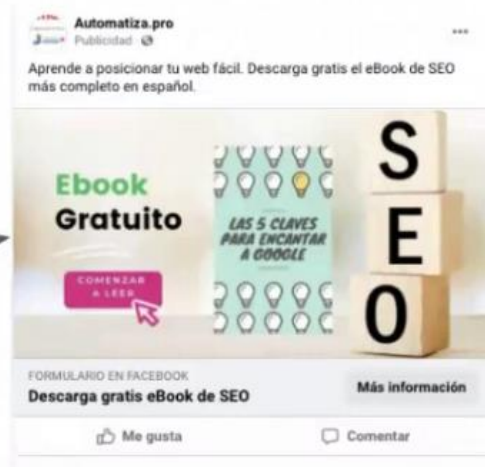 Automatiza.pro
Publicidad
Aprende a posicionar tu web fácil. Descarga gratis el eBook de SEO
más completo en español.
Ebook
Gratuito
COMENZAR
A LEER
LAS 5 CLAVES
PARA ENCANTAR
A GOOGLE
S
E
O
FORMULARIO EN FACEBOOK
Descarga gratis eBook de SEO
Más información
Me gusta
Comentar